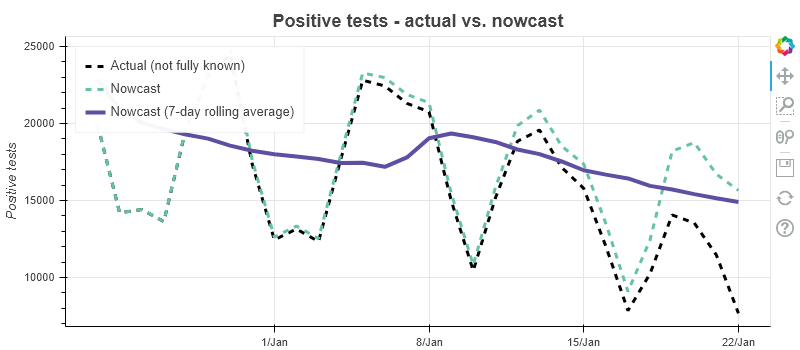 Positive tests - actual vs. nowcast
25000
20000
15000
10000
Positive tests
Actual (not fully known)
Nowcast
Nowcast (7-day rolling average)
1/Jan
8/Jan
15/Jan
22/Jan